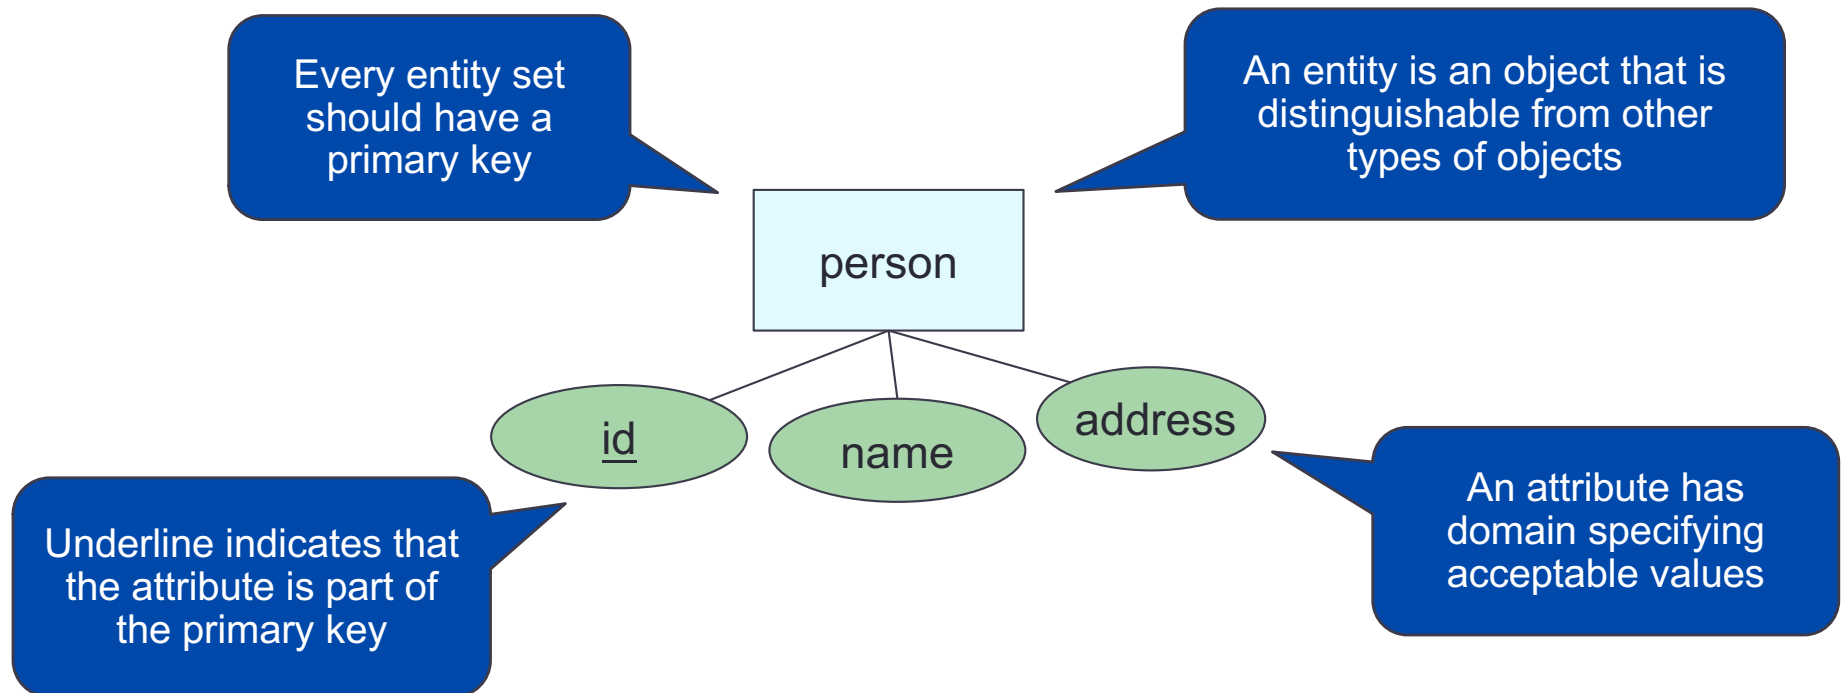 Every entity set
should have a
primary key
An entity is an object that is
distinguishable from other
types of objects
person
id
name
address
Underline indicates that
the attribute is part of
the primary key
An attribute has
domain specifying
acceptable values